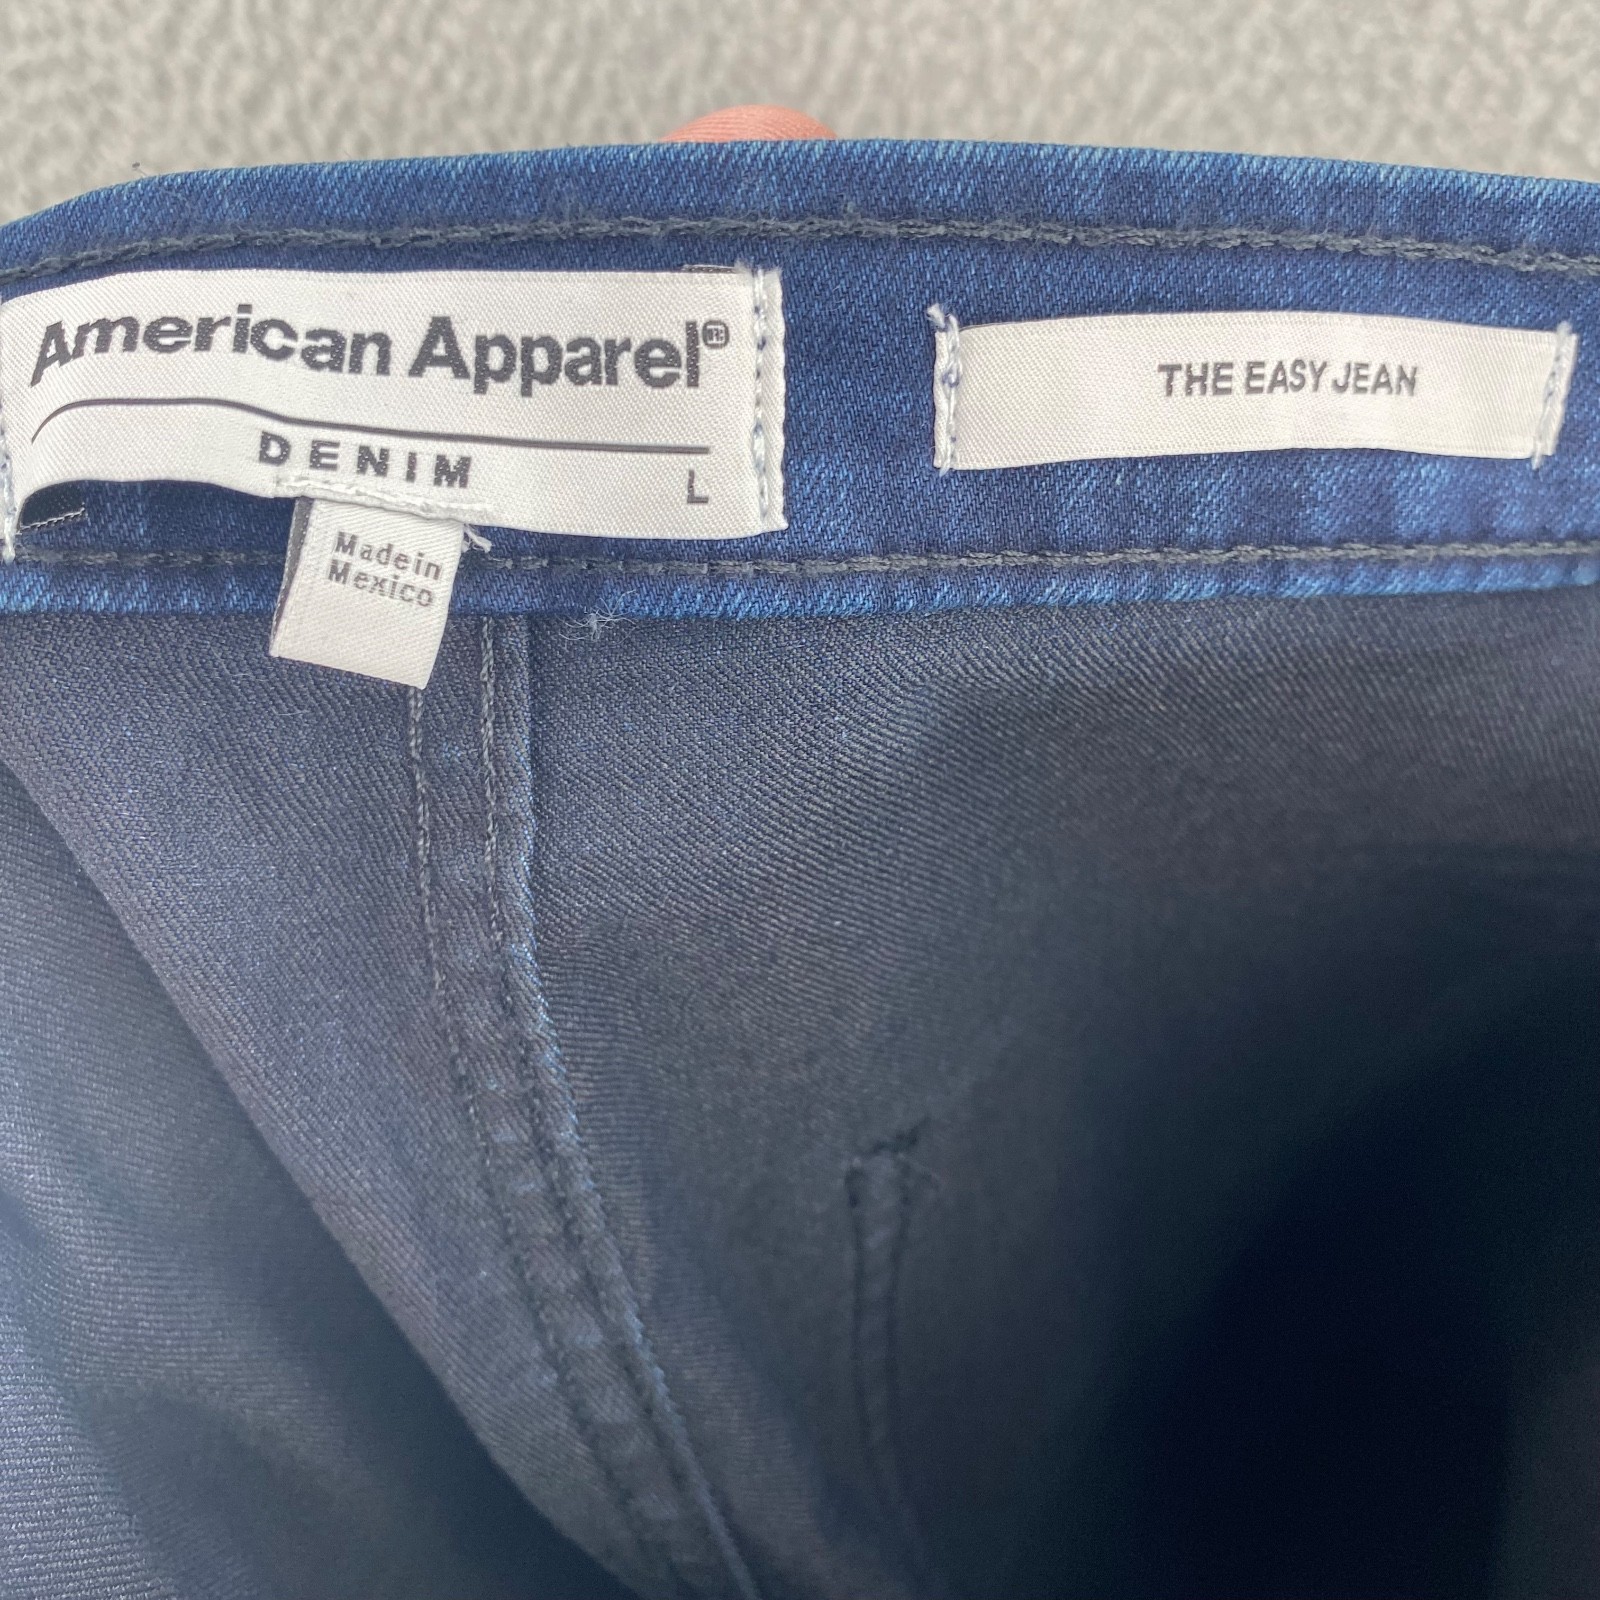 American Apparel®
DENIM
L
Made in
Mexico
THE EASY JEAN